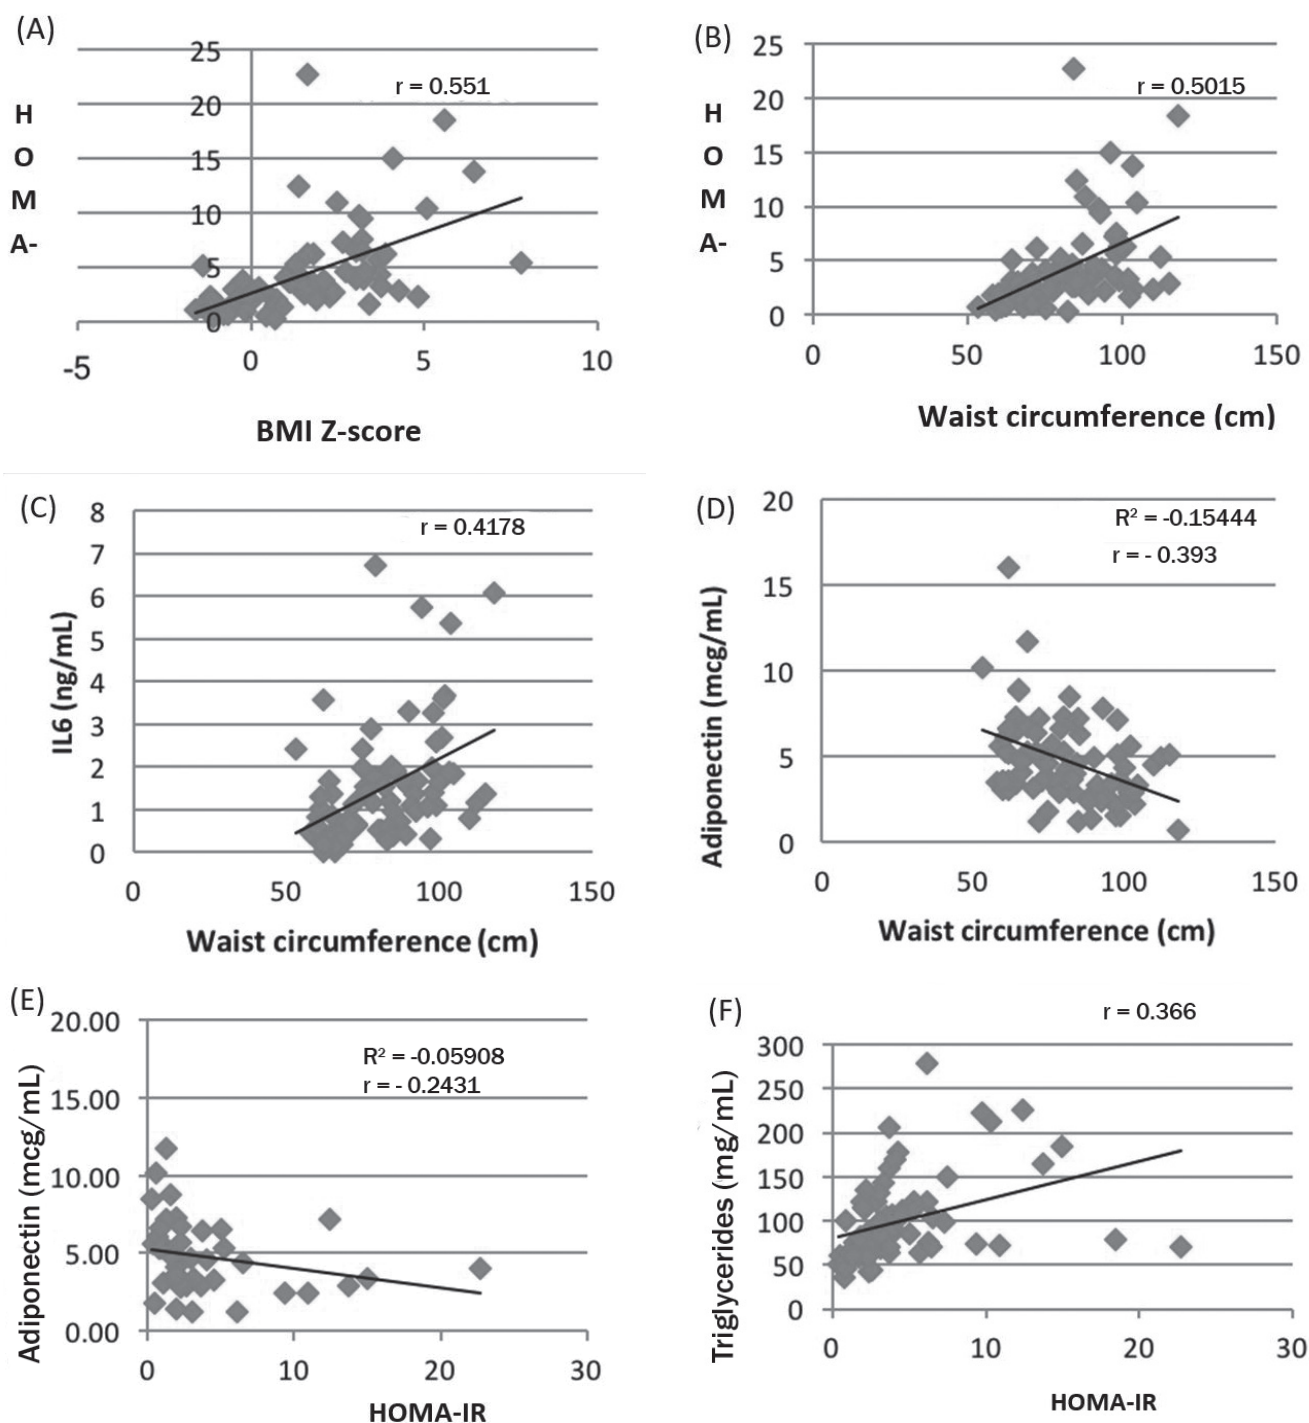 (A)
25
20
15
10
5
0
H
O
M
A-
r = 0.551
-5
0
5
10
BMI Z-score
(B)
25
20
15
10
5
0
H
O
M
A-
r = 0.5015
0
50
100
150
Waist circumference (cm)
(C)
8
7
6
5
4
3
2
1
0
IL6 (ng/mL)
r = 0.4178
0
50
100
150
Waist circumference (cm)
(D)
20
15
10
5
0
Adiponectin (mcg/mL)
R² = -0.15444
r = - 0.393
0
50
100
150
Waist circumference (cm)
(E)
20.00
15.00
10.00
5.00
0.00
Adiponectin (mcg/mL)
R² = -0.05908
r = - 0.2431
0
10
20
30
HOMA-IR
(F)
r = 0.366
300
250
200
150
100
50
0
Triglycerides (mg/mL)
0
10
20
30
HOMA-IR